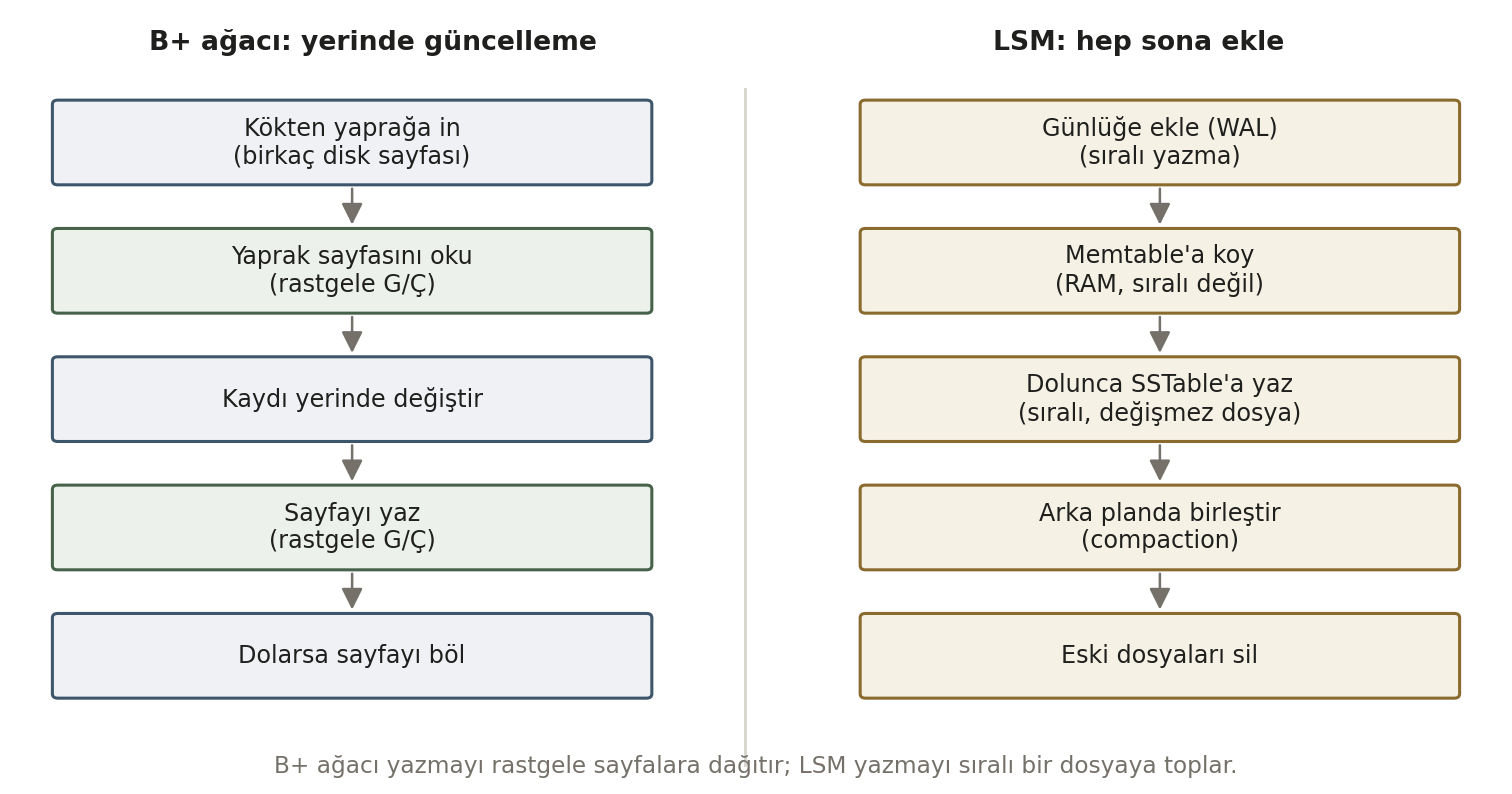 B+ ağacı: yerinde güncelleme
Kökten yaprağa in
(birkaç disk sayfası)
Yaprak sayfasını oku
(rastgele G/Ç)
Kaydı yerinde değiştir
Sayfayı yaz
(rastgele G/Ç)
Dolarsa sayfayı böl
LSM: hep sona ekle
Günlüğe ekle (WAL)
(sıralı yazma)
Memtable'a koy
(RAM, sıralı değil)
Dolunca SSTable'a yaz
(sıralı, değişmez dosya)
Arka planda birleştir
(compaction)
Eski dosyaları sil
B+ ağacı yazmayı rastgele sayfalara dağıtır; LSM yazmayı sıralı bir dosyaya toplar.